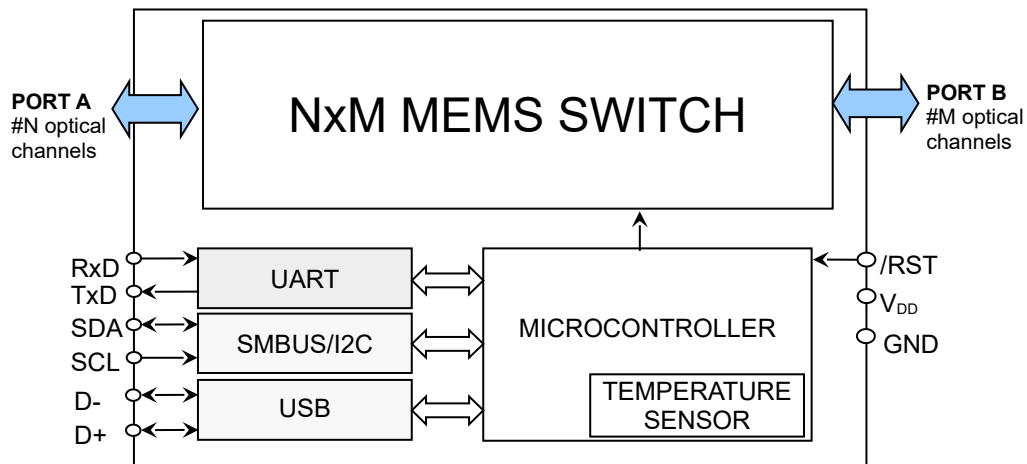 NxM MEMS SWITCH
PORT A
#N optical
channels
PORT B
#M optical
channels
RxD
TxD
SDA
SCL
D-
D+
UART
SMBUS/I2C
USB
MICROCONTROLLER
TEMPERATURE
SENSOR
/RST
VDD
GND